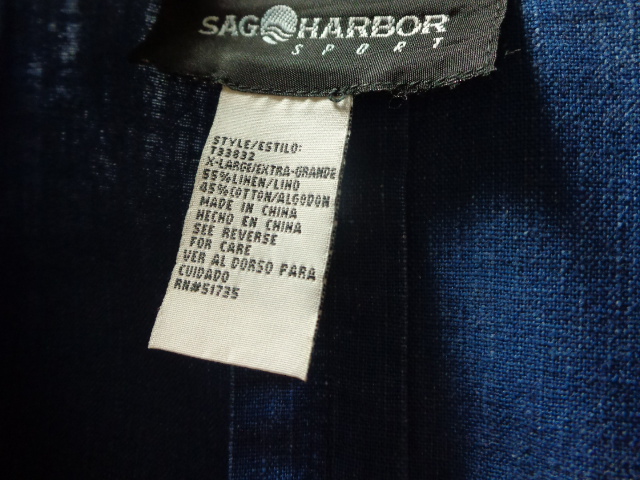 SAG HARBOR
SPORT
STYLE/ESTILO:
T33832
X-LARGE/EXTRA-GRANDE
55%LINEN/LINO
45%COTTON/ALGODON
MADE IN CHINA
HECHO EN CHINA
SEE REVERSE
FOR CARE
VER AL DORSO PARA
CUIDADO
RN#51735